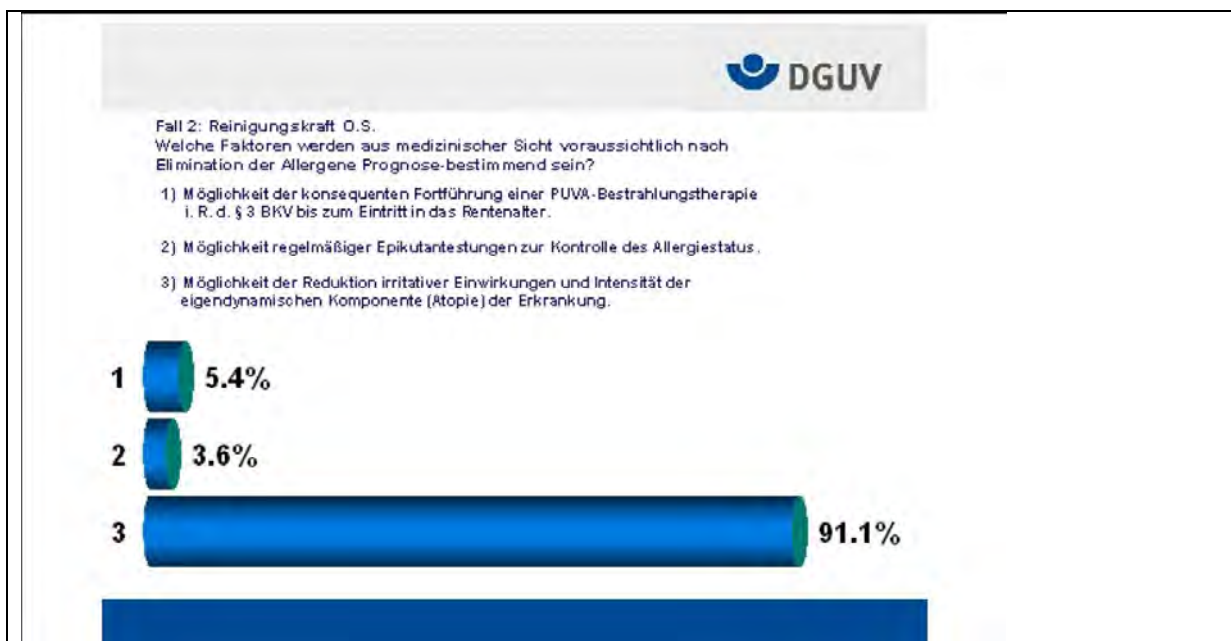 DGUV
Fall 2: Reinigungskraft O.S.
Welche Faktoren werden aus medizinischer Sicht voraussichtlich nach
Elimination der Allergene Prognose-bestimmend sein?
1) Möglichkeit der konsequenten Fortführung einer PUVA-Bestrahlungstherapie
i. R. d. § 3 BKV bis zum Eintritt in das Rentenalter.
2) Möglichkeit regelmäßiger Epikutantestungen zur Kontrolle des Allergiestatus.
3) Möglichkeit der Reduktion irritativer Einwirkungen und Intensität der
eigendynamischen Komponente (Atopie) der Erkrankung.
1 5.4%
2 3.6%
3 91.1%